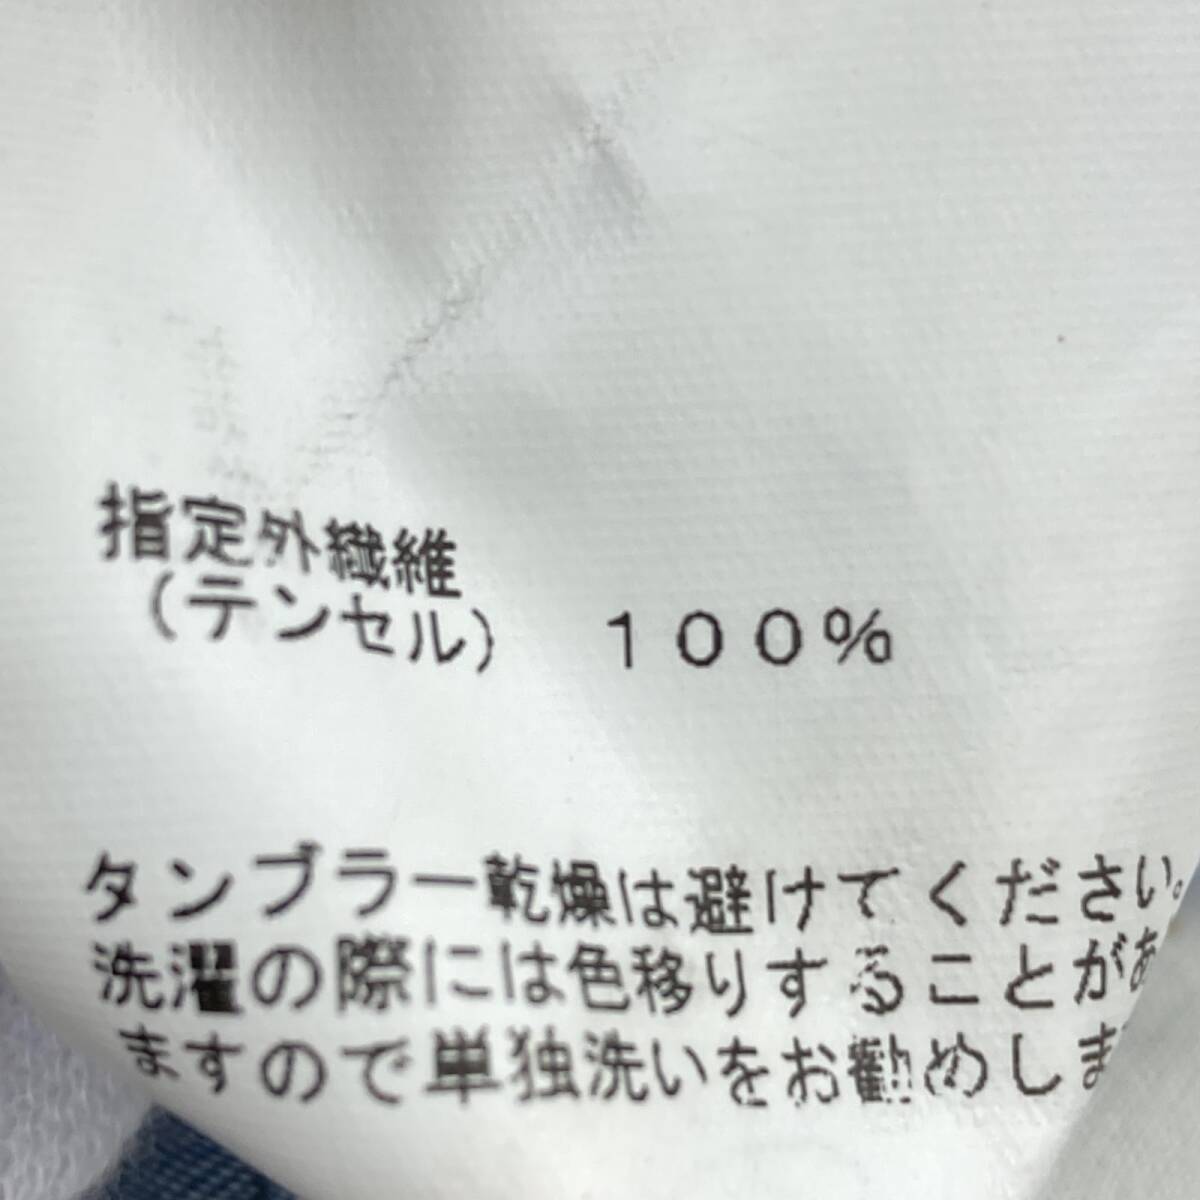 指定外繊維
（テンセル） １００％
タンブラー乾燥は避けてください。
洗濯の際には色移りすることがあ
ますので単独洗いをお勧めしま